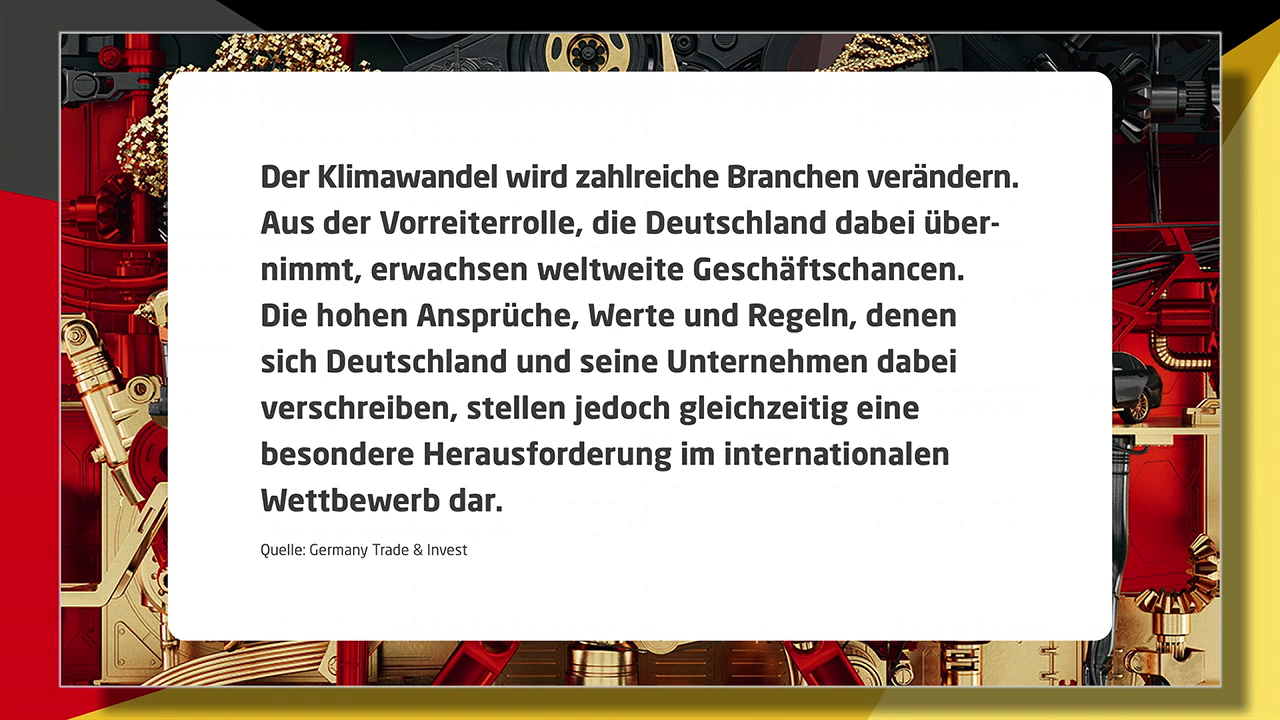 Der Klimawandel wird zahlreiche Branchen verändern.
Aus der Vorreiterrolle, die Deutschland dabei über-
nimmt, erwachsen weltweite Geschäftschancen.
Die hohen Ansprüche, Werte und Regeln, denen
sich Deutschland und seine Unternehmen dabei
verschreiben, stellen jedoch gleichzeitig eine
besondere Herausforderung im internationalen
Wettbewerb dar.
Quelle: Germany Trade & Invest